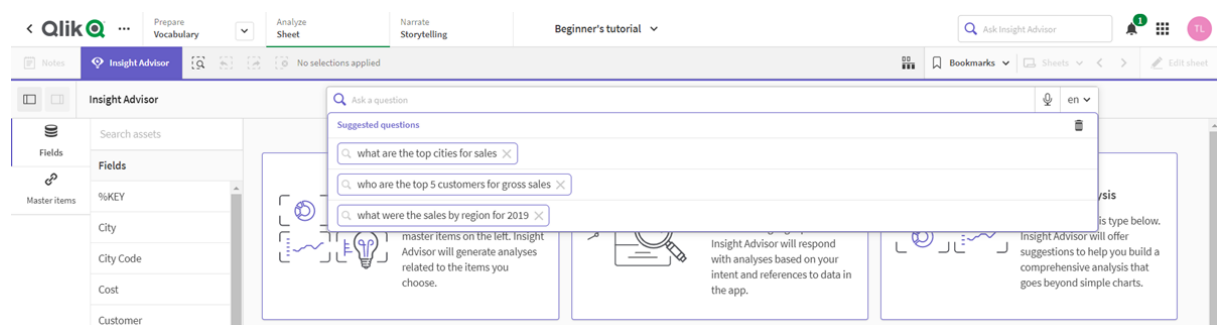 Qlik
Prepare
Vocabulary
Analyze
Sheet
Narrate
Storytelling
Beginner's tutorial
Ask Insight Advisor
1
TL
Notes
Insight Advisor
No selections applied
Bookmarks
Sheets
Edit sheet
Insight Advisor
Ask a question
en
Suggested questions
what are the top cities for sales
who are the top 5 customers for gross sales
what were the sales by region for 2019
Fields
Master items
Search assets
Fields
%KEY
City
City Code
Cost
Customer
master items on the left. Insight
Advisor will generate analyses
related to the items you
choose.
Insight Advisor will respond
with analyses based on your
intent and references to data in
the app.
is type below.
Insight Advisor will offer
suggestions to help you build a
comprehensive analysis that
goes beyond simple charts.